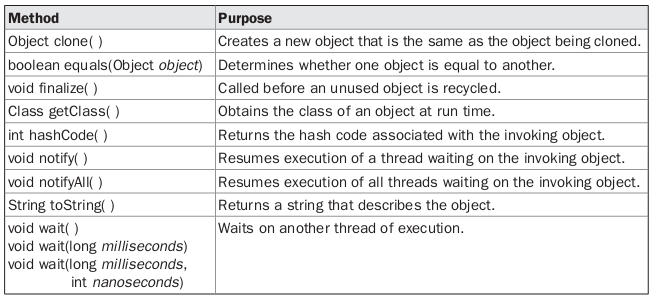 Method Purpose
Object clone( ) Creates a new object that is the same as the object being cloned.
boolean equals(Object object) Determines whether one object is equal to another.
void finalize( ) Called before an unused object is recycled.
Class getClass( ) Obtains the class of an object at run time.
int hashCode( ) Returns the hash code associated with the invoking object.
void notify( ) Resumes execution of a thread waiting on the invoking object.
void notifyAll( ) Resumes execution of all threads waiting on the invoking object.
String toString( ) Returns a string that describes the object.
void wait( ) Waits on another thread of execution.
void wait(long milliseconds)
void wait(long milliseconds,
int nanoseconds)